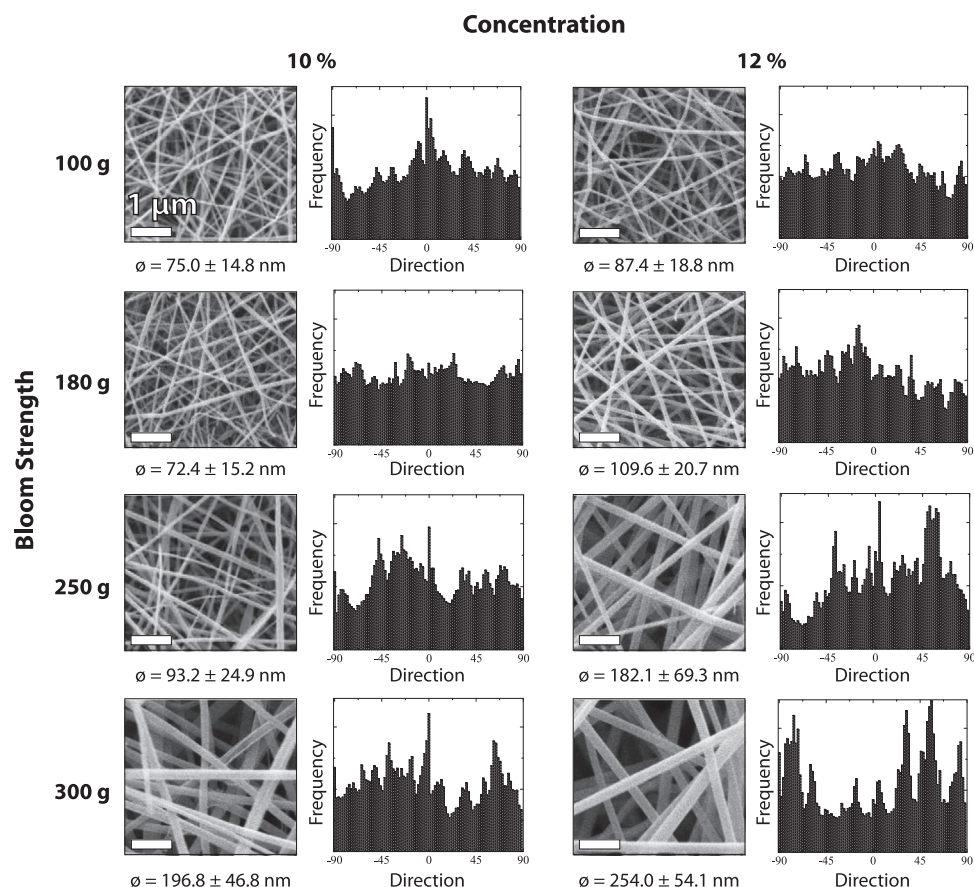 Concentration
10 % 12 %
Bloom Strength
100 g
1 µm
Frequency
-90 -45 0 45 90
Direction
ø = 75.0 ± 14.8 nm
Frequency
-90 -45 0 45 90
Direction
ø = 87.4 ± 18.8 nm
180 g
Frequency
-90 -45 0 45 90
Direction
ø = 72.4 ± 15.2 nm
Frequency
-90 -45 0 45 90
Direction
ø = 109.6 ± 20.7 nm
250 g
Frequency
-90 -45 0 45 90
Direction
ø = 93.2 ± 24.9 nm
Frequency
-90 -45 0 45 90
Direction
ø = 182.1 ± 69.3 nm
300 g
Frequency
-90 -45 0 45 90
Direction
ø = 196.8 ± 46.8 nm
Frequency
-90 -45 0 45 90
Direction
ø = 254.0 ± 54.1 nm